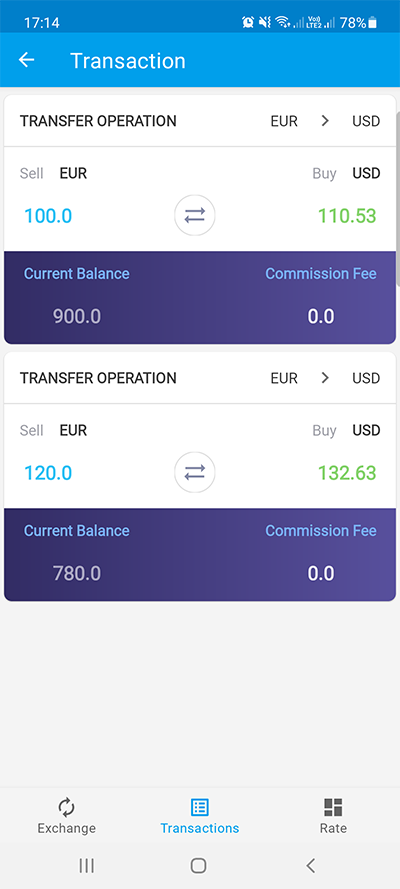 17:14 Vo)) LTE2 78%
Transaction
TRANSFER OPERATION EUR > USD
Sell EUR Buy USD
100.0 110.53
Current Balance Commission Fee
900.0 0.0
TRANSFER OPERATION EUR > USD
Sell EUR Buy USD
120.0 132.63
Current Balance Commission Fee
780.0 0.0
Exchange Transactions Rate